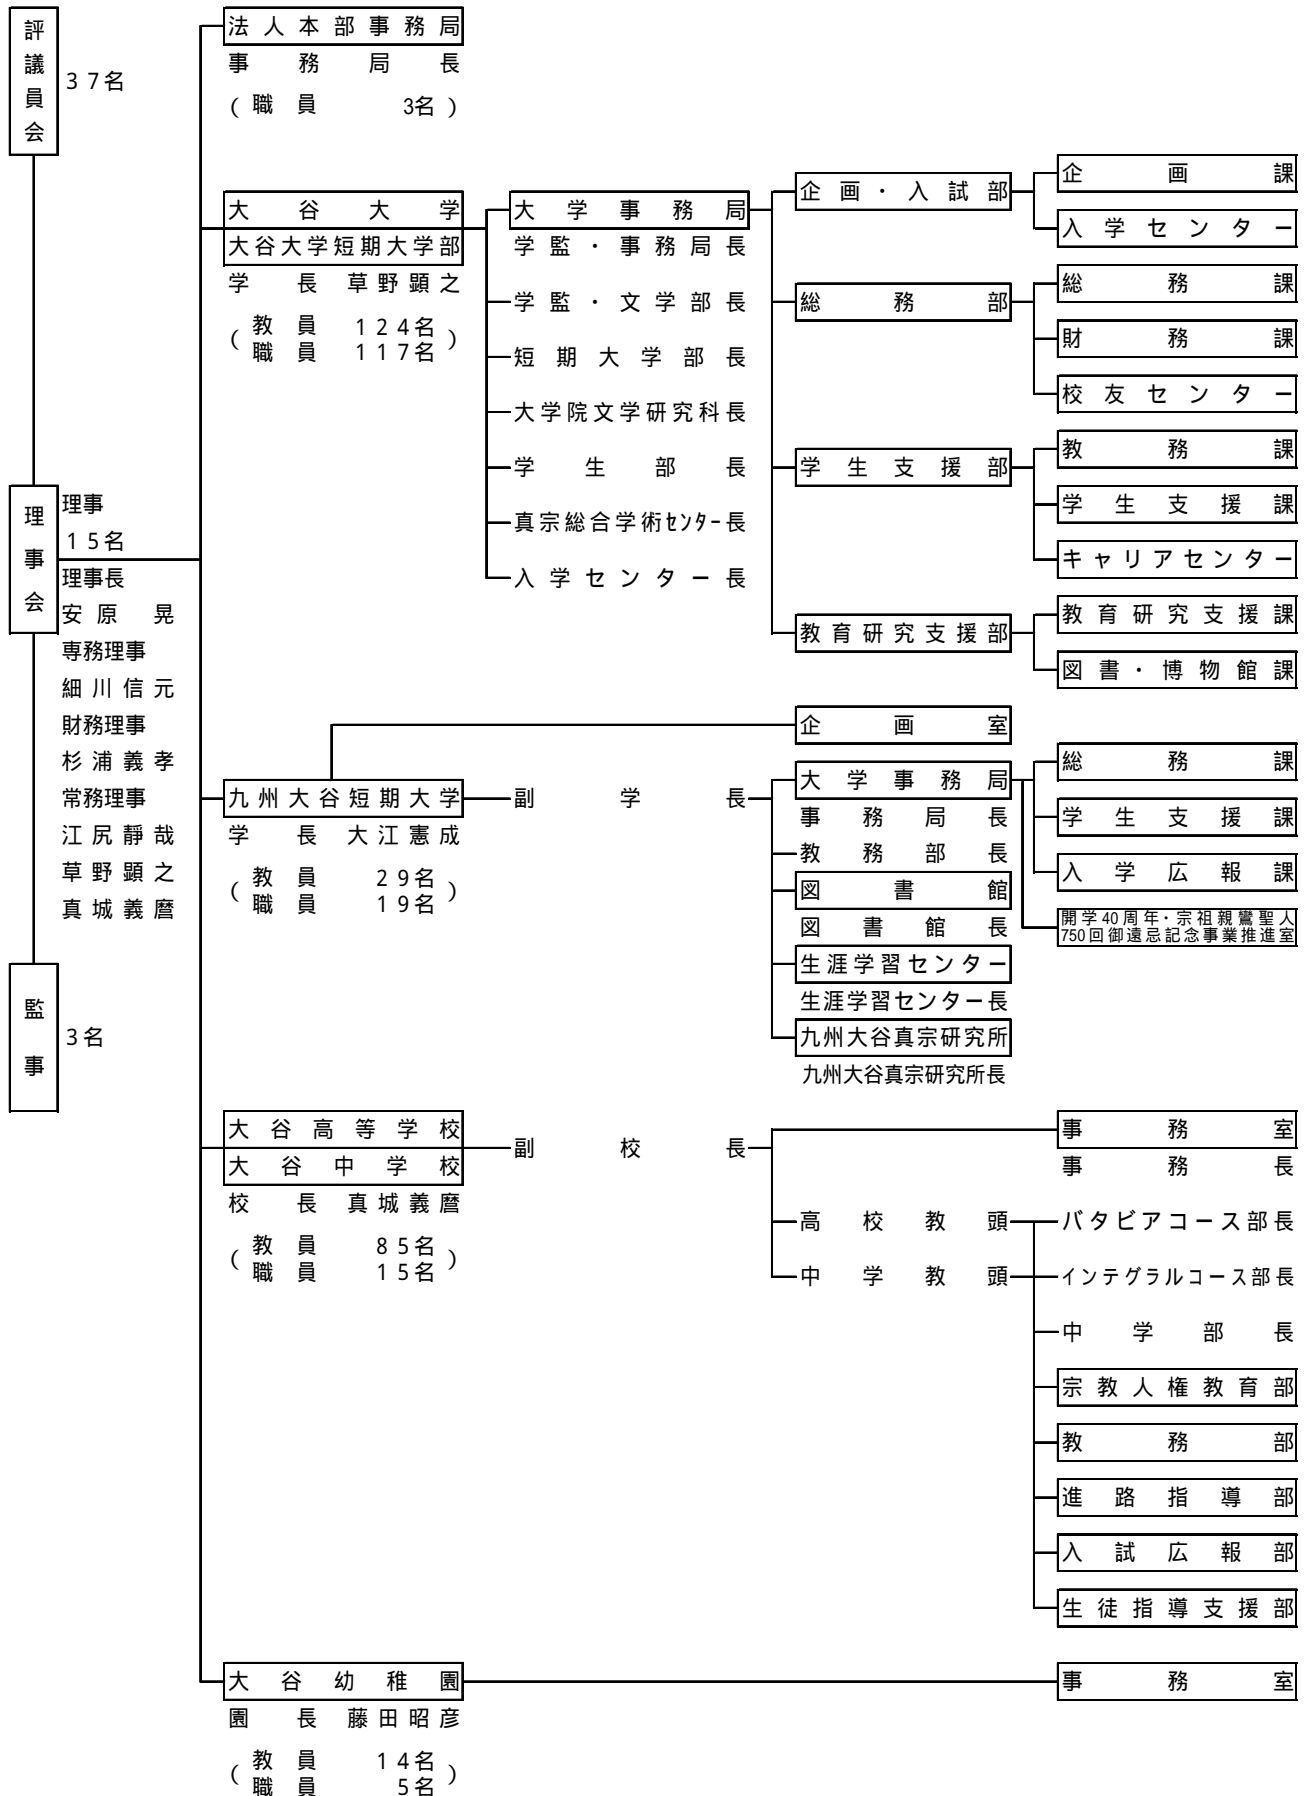 評議員会
37名
理事会
理事
15名
理事長
安原 晃
専務理事
細川信元
財務理事
杉浦義孝
常務理事
江尻靜哉
草野顕之
真城義麿
監事
3名
法人本部事務局
事務局長
(職員 3名)
大谷大学
大谷大学短期大学部
学長 草野顕之
(教員 124名
職員 117名)
大学事務局
学監・事務局長
学監・文学部長
短期大学部長
大学院文学研究科長
学生部長
真宗総合学術センター長
入学センター長
企画・入試部
企画課
入学センター
総務部
総務課
財務課
校友センター
学生支援部
教務課
学生支援課
キャリアセンター
教育研究支援部
教育研究支援課
図書・博物館課
企画室
九州大谷短期大学
学長 大江憲成
(教員 29名
職員 19名)
副学長
大学事務局
事務局長
教務部長
図書館
図書館長
生涯学習センター
生涯学習センター長
九州大谷真宗研究所
九州大谷真宗研究所長
総務課
学生支援課
入学広報課
開学40周年・宗祖親鸞聖人
750回御遠忌記念事業推進室
大谷高等学校
大谷中学校
校長 真城義麿
(教員 85名
職員 15名)
副校長
事務室
事務長
高校教頭
中学教頭
バタビアコース部長
インテグラルコース部長
中学部長
宗教人権教育部
教務部
進路指導部
入試広報部
生徒指導支援部
大谷幼稚園
園長 藤田昭彦
(教員 14名
職員 5名)
事務室